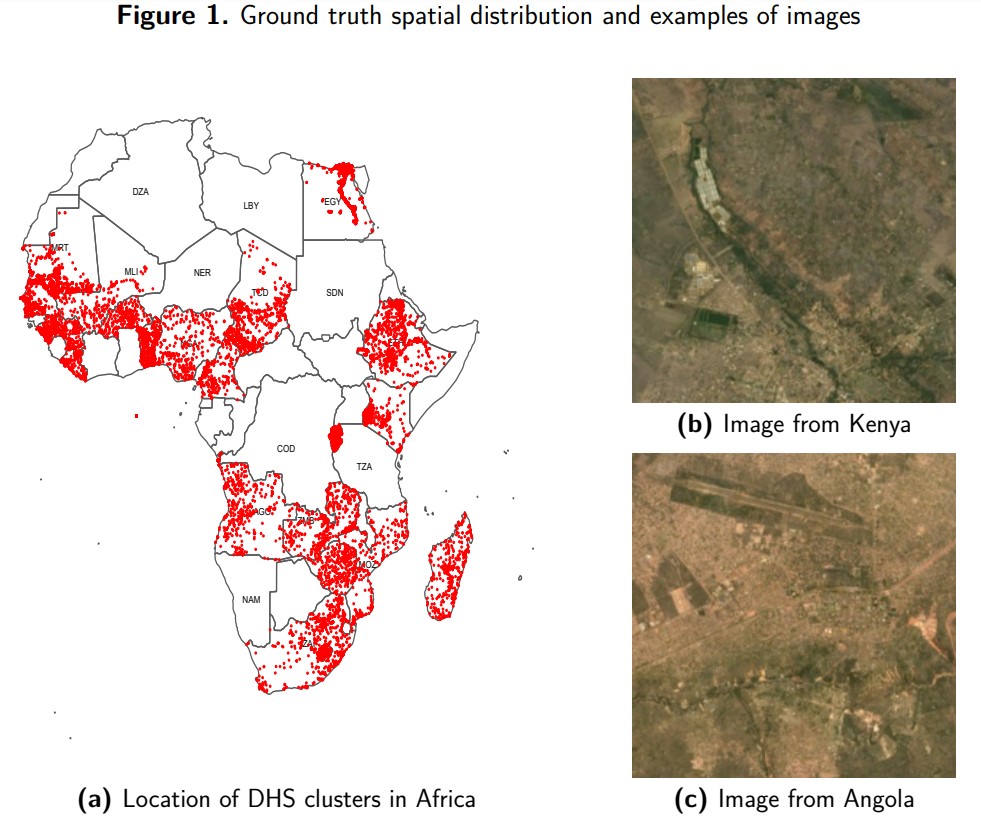 Figure 1. Ground truth spatial distribution and examples of images
DZA
LBY
EGY
MRT
MLI
NER
TCD
SDN
COD
TZA
AGO
ZMB
MOZ
NAM
(a) Location of DHS clusters in Africa
(b) Image from Kenya
(c) Image from Angola